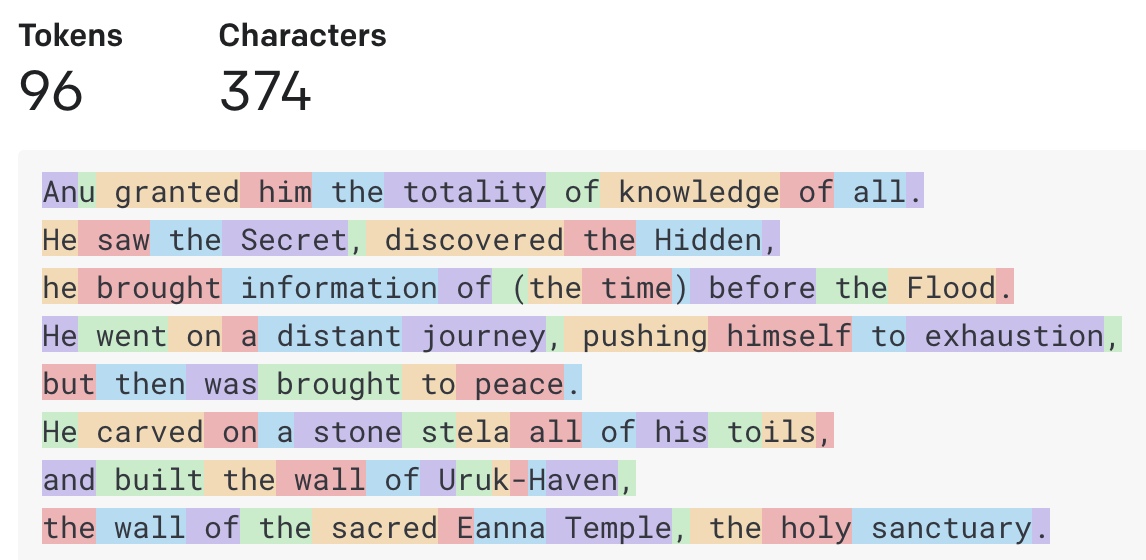 Tokens Characters
96 374
Anu granted him the totality of knowledge of all.
He saw the Secret, discovered the Hidden,
he brought information of (the time) before the Flood.
He went on a distant journey, pushing himself to exhaustion,
but then was brought to peace.
He carved on a stone stela all of his toils,
and built the wall of Uruk-Haven,
the wall of the sacred Eanna Temple, the holy sanctuary.